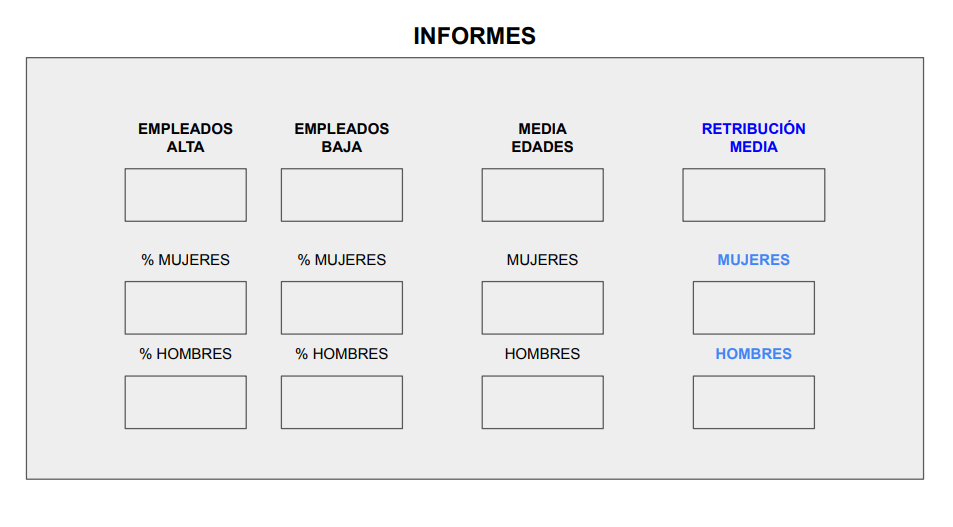 INFORMES
EMPLEADOS
ALTA
EMPLEADOS
BAJA
MEDIA
EDADES
RETRIBUCIÓN
MEDIA
% MUJERES
% MUJERES
MUJERES
MUJERES
% HOMBRES
% HOMBRES
HOMBRES
HOMBRES